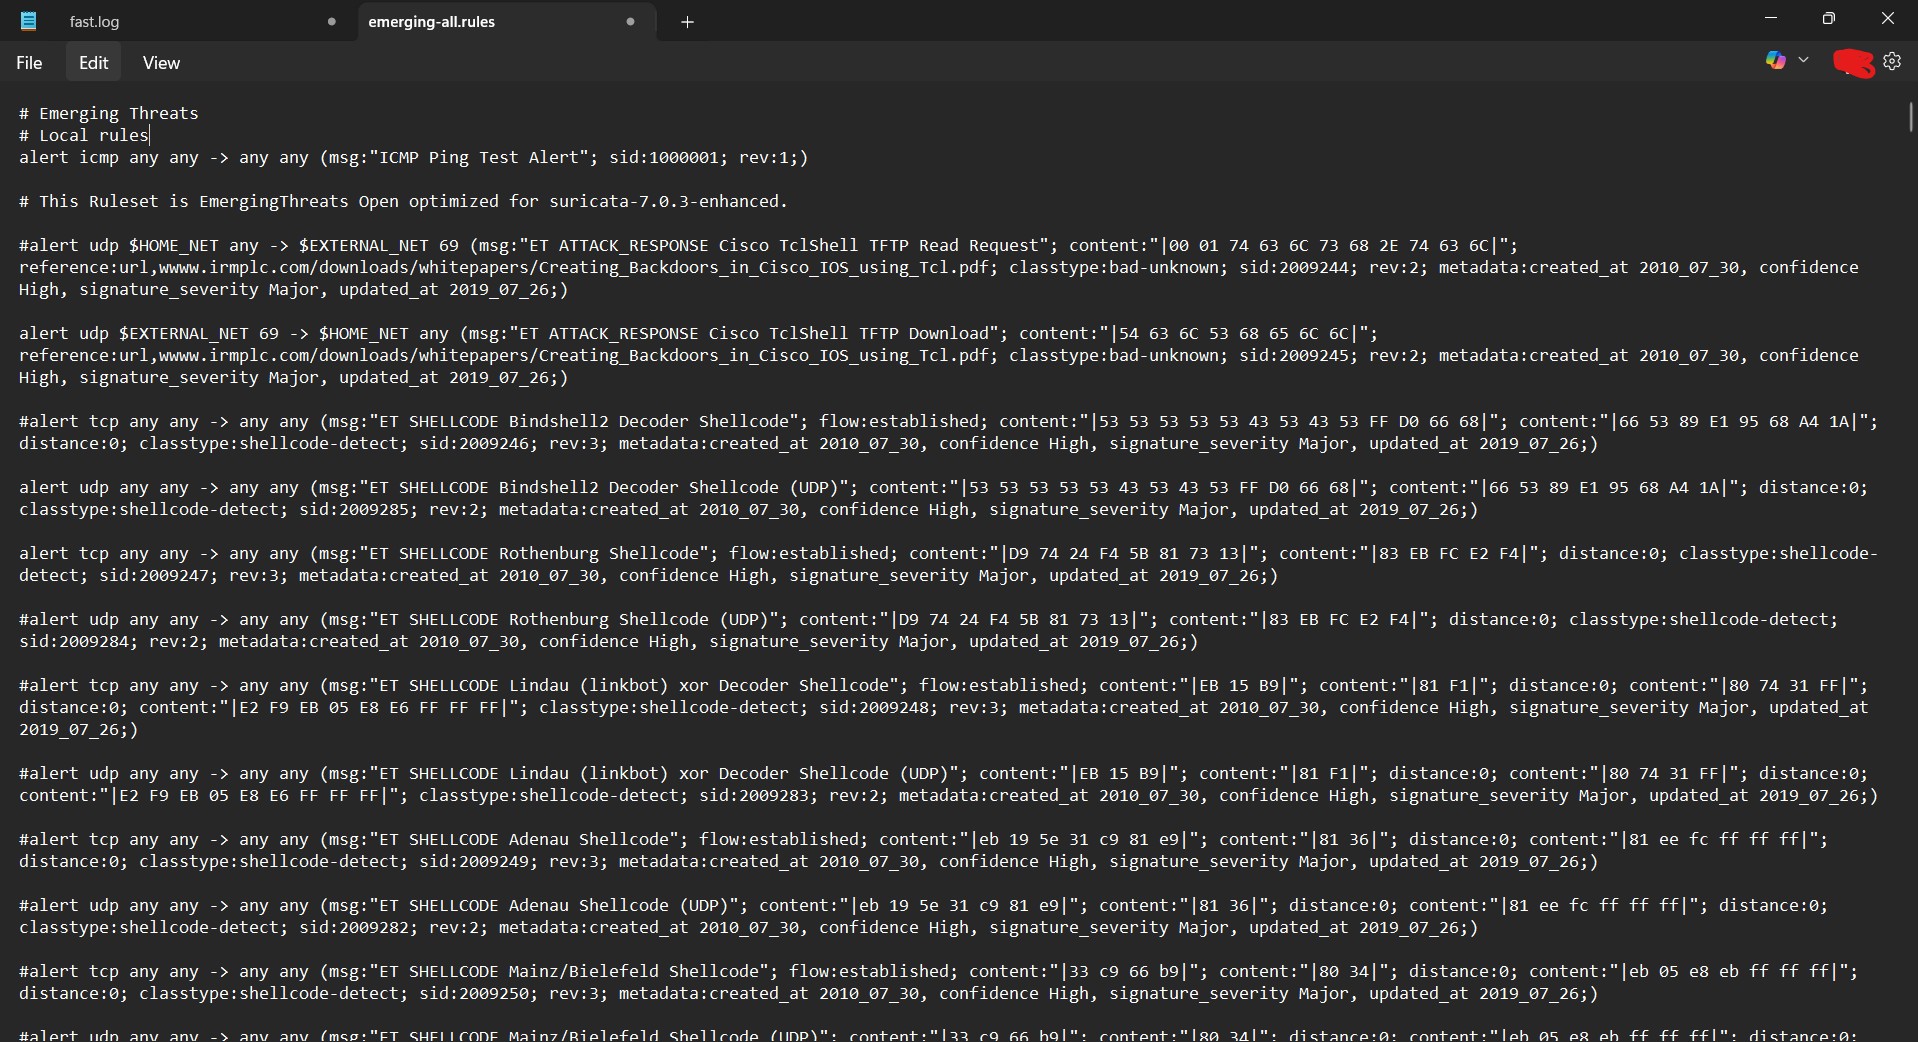 fast.log
emerging-all.rules
File Edit View
# Emerging Threats
# Local rules
alert icmp any any -> any any (msg:"ICMP Ping Test Alert"; sid:1000001; rev:1;)
# This Ruleset is EmergingThreats Open optimized for suricata-7.0.3-enhanced.
#alert udp $HOME_NET any -> $EXTERNAL_NET 69 (msg:"ET ATTACK_RESPONSE Cisco TclShell TFTP Read Request"; content:"|00 01 74 63 6C 73 68 2E 74 63 6C|";
reference:url,wwww.irmplc.com/downloads/whitepapers/Creating_Backdoors_in_Cisco_IOS_using_Tcl.pdf; classtype:bad-unknown; sid:2009244; rev:2; metadata:created_at 2010_07_30, confidence
High, signature_severity Major, updated_at 2019_07_26;)
alert udp $EXTERNAL_NET 69 -> $HOME_NET any (msg:"ET ATTACK_RESPONSE Cisco TclShell TFTP Download"; content:"|54 63 6C 53 68 65 6C 6C|";
reference:url,wwww.irmplc.com/downloads/whitepapers/Creating_Backdoors_in_Cisco_IOS_using_Tcl.pdf; classtype:bad-unknown; sid:2009245; rev:2; metadata:created_at 2010_07_30, confidence
High, signature_severity Major, updated_at 2019_07_26;)
#alert tcp any any -> any any (msg:"ET SHELLCODE Bindshell2 Decoder Shellcode"; flow:established; content:"|53 53 53 53 53 43 53 43 53 FF D0 66 68|"; content:"|66 53 89 E1 95 68 A4 1A|";
distance:0; classtype:shellcode-detect; sid:2009246; rev:3; metadata:created_at 2010_07_30, confidence High, signature_severity Major, updated_at 2019_07_26;)
alert udp any any -> any any (msg:"ET SHELLCODE Bindshell2 Decoder Shellcode (UDP)"; content:"|53 53 53 53 53 43 53 43 53 FF D0 66 68|"; content:"|66 53 89 E1 95 68 A4 1A|"; distance:0;
classtype:shellcode-detect; sid:2009285; rev:2; metadata:created_at 2010_07_30, confidence High, signature_severity Major, updated_at 2019_07_26;)
alert tcp any any -> any any (msg:"ET SHELLCODE Rothenburg Shellcode"; flow:established; content:"|D9 74 24 F4 5B 81 73 13|"; content:"|83 EB FC E2 F4|"; distance:0; classtype:shellcode-
detect; sid:2009247; rev:3; metadata:created_at 2010_07_30, confidence High, signature_severity Major, updated_at 2019_07_26;)
#alert udp any any -> any any (msg:"ET SHELLCODE Rothenburg Shellcode (UDP)"; content:"|D9 74 24 F4 5B 81 73 13|"; content:"|83 EB FC E2 F4|"; distance:0; classtype:shellcode-detect;
sid:2009284; rev:2; metadata:created_at 2010_07_30, confidence High, signature_severity Major, updated_at 2019_07_26;)
#alert tcp any any -> any any (msg:"ET SHELLCODE Lindau (linkbot) xor Decoder Shellcode"; flow:established; content:"|EB 15 B9|"; content:"|81 F1|"; distance:0; content:"|80 74 31 FF|";
distance:0; content:"|E2 F9 EB 05 E8 E6 FF FF FF|"; classtype:shellcode-detect; sid:2009248; rev:3; metadata:created_at 2010_07_30, confidence High, signature_severity Major, updated_at
2019_07_26;)
#alert udp any any -> any any (msg:"ET SHELLCODE Lindau (linkbot) xor Decoder Shellcode (UDP)"; content:"|EB 15 B9|"; content:"|81 F1|"; distance:0; content:"|80 74 31 FF|"; distance:0;
content:"|E2 F9 EB 05 E8 E6 FF FF FF|"; classtype:shellcode-detect; sid:2009283; rev:2; metadata:created_at 2010_07_30, confidence High, signature_severity Major, updated_at 2019_07_26;)
#alert tcp any any -> any any (msg:"ET SHELLCODE Adenau Shellcode"; flow:established; content:"|eb 19 5e 31 c9 81 e9|"; content:"|81 36|"; distance:0; content:"|81 ee fc ff ff ff|";
distance:0; classtype:shellcode-detect; sid:2009249; rev:3; metadata:created_at 2010_07_30, confidence High, signature_severity Major, updated_at 2019_07_26;)
#alert udp any any -> any any (msg:"ET SHELLCODE Adenau Shellcode (UDP)"; content:"|eb 19 5e 31 c9 81 e9|"; content:"|81 36|"; distance:0; content:"|81 ee fc ff ff ff|"; distance:0;
classtype:shellcode-detect; sid:2009282; rev:2; metadata:created_at 2010_07_30, confidence High, signature_severity Major, updated_at 2019_07_26;)
#alert tcp any any -> any any (msg:"ET SHELLCODE Mainz/Bielefeld Shellcode"; flow:established; content:"|33 c9 66 b9|"; content:"|80 34|"; distance:0; content:"|eb 05 e8 eb ff ff ff|";
distance:0; classtype:shellcode-detect; sid:2009250; rev:3; metadata:created_at 2010_07_30, confidence High, signature_severity Major, updated_at 2019_07_26;)
#alert udp any any -> any any (msg:"ET SHELLCODE Mainz/Bielefeld Shellcode (UDP)"; content:"|33 c9 66 b9|"; content:"|80 34|"; distance:0; content:"|eb 05 e8 eb ff ff ff|"; distance:0;